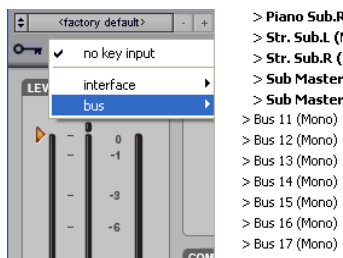 <factory default>
- +
no key input
interface
bus
LEV
0
-1
-3
-6
COM
> Piano Sub.R
> Str. Sub.L (M
> Str. Sub.R (
> Sub Master
> Sub Master
> Bus 11 (Mono)
> Bus 12 (Mono)
> Bus 13 (Mono)
> Bus 14 (Mono)
> Bus 15 (Mono)
> Bus 16 (Mono)
> Bus 17 (Mono)